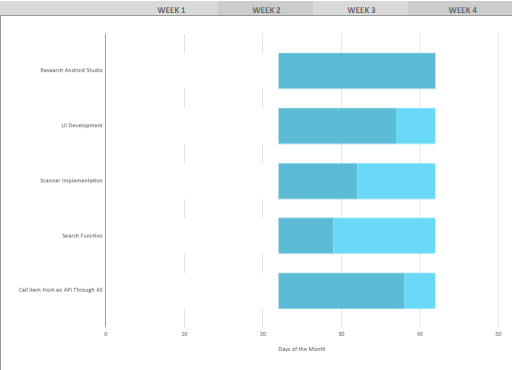 WEEK 1 WEEK 2 WEEK 3 WEEK 4
Research Android Studio
UI Development
Scanner Implementation
Search Function
Call Item from an API Through AS
0 10 20 30 40 50
Days of the Month